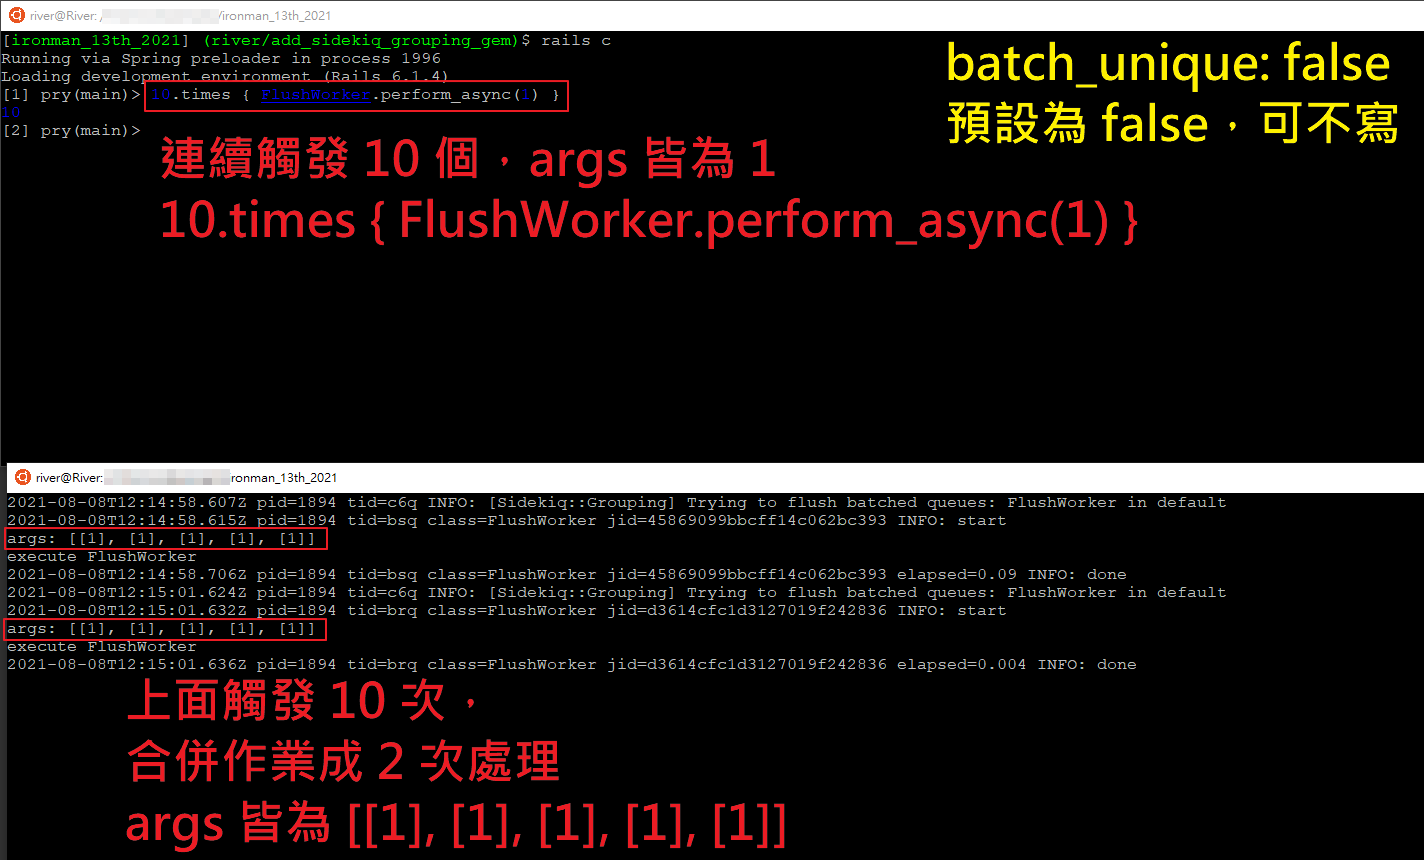 river@River: / /ironman_13th_2021
[ironman_13th_2021] (river/add_sidekiq_grouping_gem)$ rails c
Running via Spring preloader in process 1996
Loading development environment (Rails 6.1.4)
[1] pry(main)> 10.times { FlushWorker.perform_async(1) }
10
[2] pry(main)>
batch_unique: false
預設為 false，可不寫
連續觸發 10 個，args 皆為 1
10.times { FlushWorker.perform_async(1) }
river@River: ironman_13th_2021
2021-08-08T12:14:58.607Z pid=1894 tid=c6q INFO: [Sidekiq::Grouping] Trying to flush batched queues: FlushWorker in default
2021-08-08T12:14:58.615Z pid=1894 tid=bsq class=FlushWorker jid=45869099bbcff14c062bc393 INFO: start
args: [[1], [1], [1], [1], [1]]
execute FlushWorker
2021-08-08T12:14:58.706Z pid=1894 tid=bsq class=FlushWorker jid=45869099bbcff14c062bc393 elapsed=0.09 INFO: done
2021-08-08T12:15:01.624Z pid=1894 tid=c6q INFO: [Sidekiq::Grouping] Trying to flush batched queues: FlushWorker in default
2021-08-08T12:15:01.632Z pid=1894 tid=brq class=FlushWorker jid=d3614cfc1d3127019f242836 INFO: start
args: [[1], [1], [1], [1], [1]]
execute FlushWorker
2021-08-08T12:15:01.636Z pid=1894 tid=brq class=FlushWorker jid=d3614cfc1d3127019f242836 elapsed=0.004 INFO: done
上面觸發 10 次，
合併作業成 2 次處理
args 皆為 [[1], [1], [1], [1], [1]]